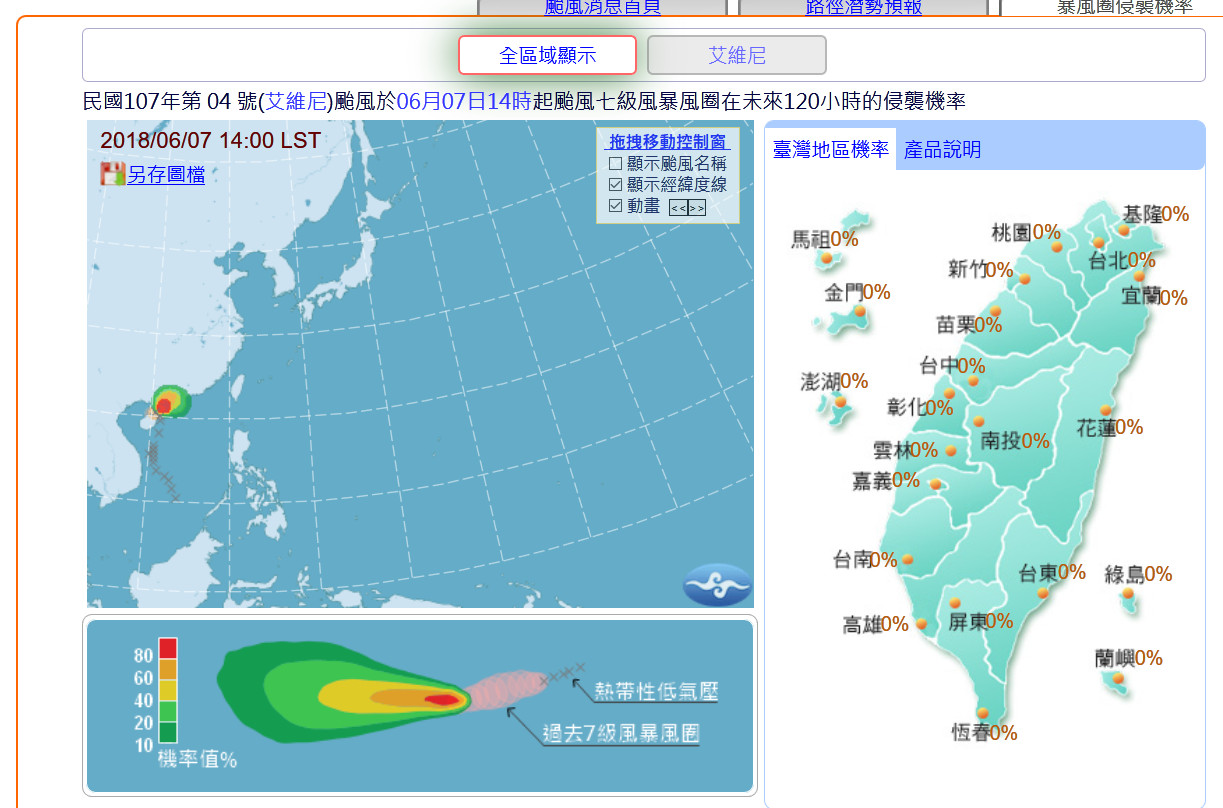 颱風消息首頁
路徑潛勢預報
暴風圈侵襲機率
全區域顯示
艾維尼
民國107年第 04 號(艾維尼)颱風於06月07日14時起颱風七級風暴風圈在未來120小時的侵襲機率
2018/06/07 14:00 LST
另存圖檔
拖拽移動控制窗
顯示颱風名稱
顯示經緯度線
動畫 <<>>
臺灣地區機率
產品說明
基隆0%
桃園0%
馬祖0%
台北0%
新竹0%
金門0%
宜蘭0%
苗栗0%
台中0%
澎湖0%
彰化0%
花蓮0%
南投0%
雲林0%
嘉義0%
台南0%
台東0%
綠島0%
高雄0%
屏東0%
蘭嶼0%
恆春0%
80
60
40
20
10
機率值%
熱帶性低氣壓
過去7級風暴風圈